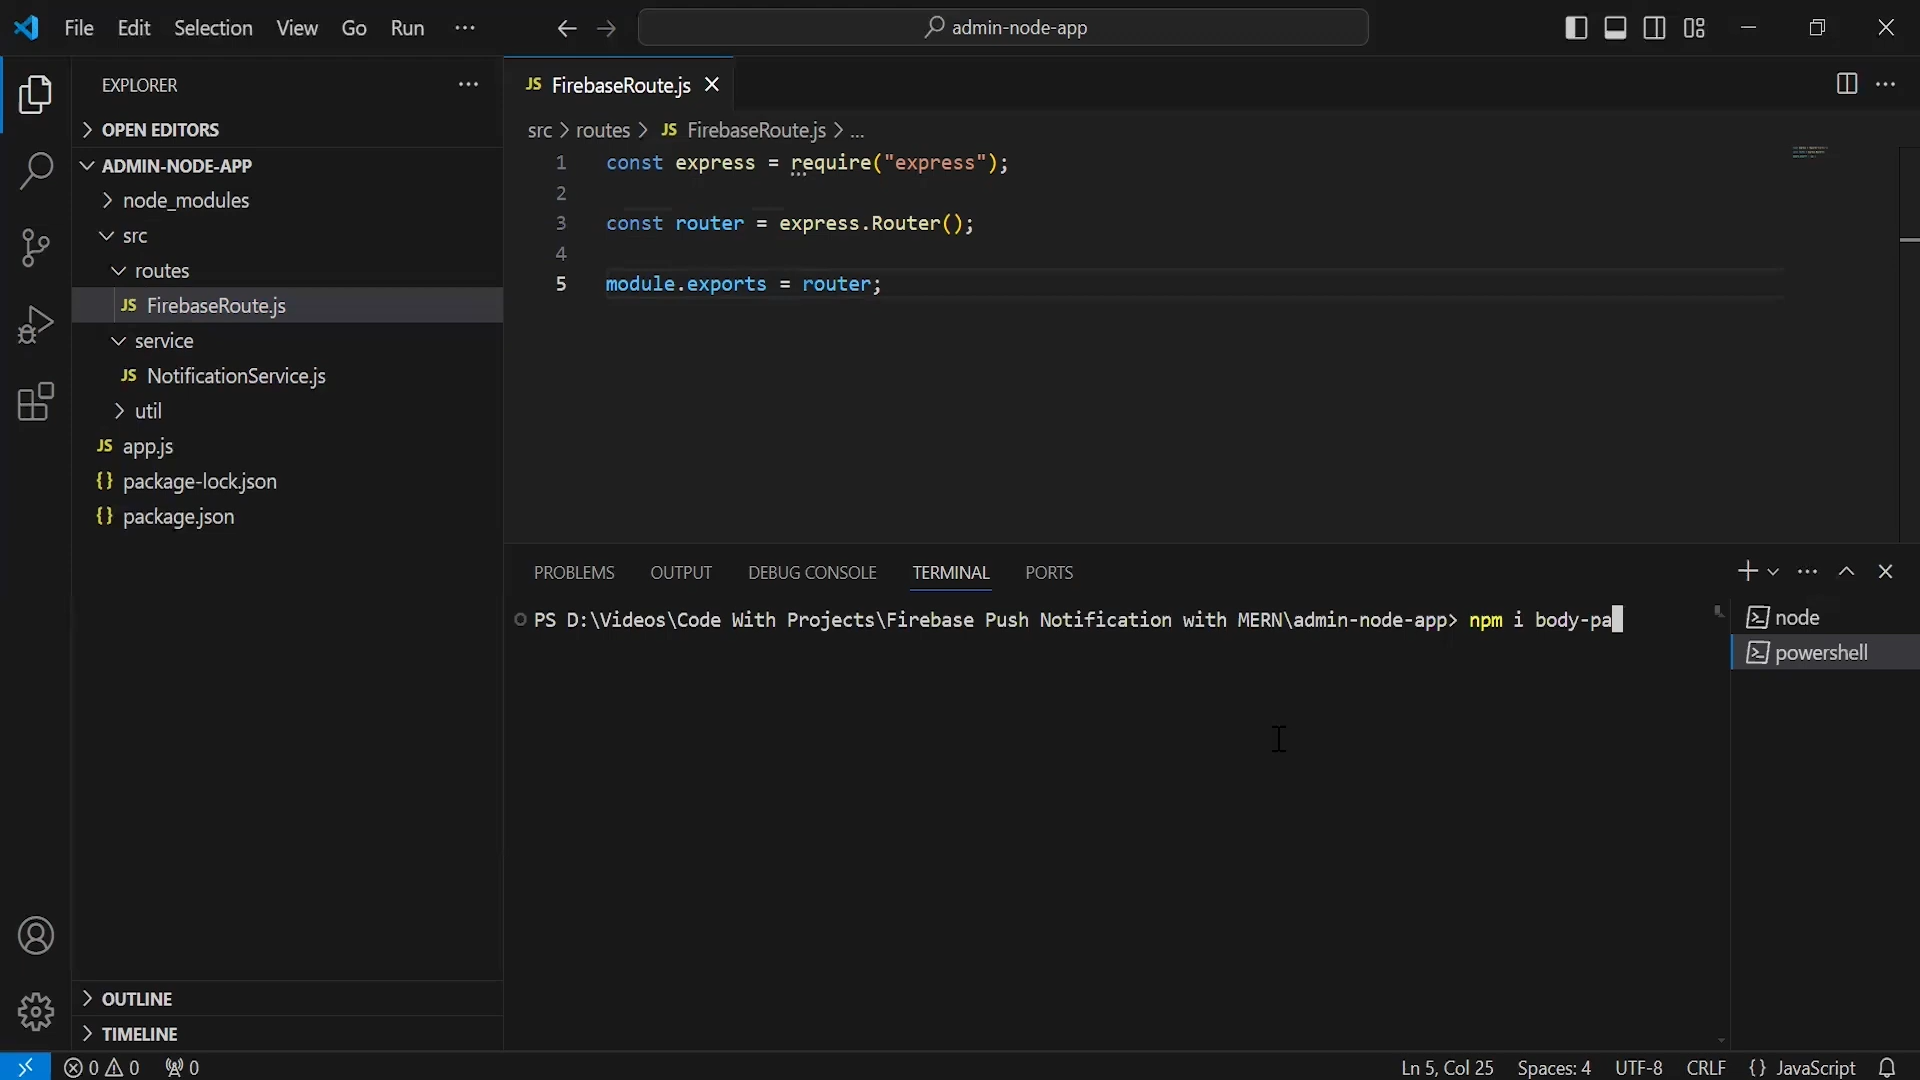 File Edit Selection View Go Run ...
admin-node-app
EXPLORER ...
OPEN EDITORS
ADMIN-NODE-APP
node_modules
src
routes
JS FirebaseRoute.js
service
JS NotificationService.js
util
JS app.js
{} package-lock.json
{} package.json
OUTLINE
TIMELINE
JS FirebaseRoute.js
src > routes > JS FirebaseRoute.js > ...
1 const express = require("express");
2
3 const router = express.Router();
4
5 module.exports = router;
PROBLEMS OUTPUT DEBUG CONSOLE TERMINAL PORTS
PS D:\Videos\Code With Projects\Firebase Push Notification with MERN\admin-node-app> npm i body-pa
node
powershell
0 0 0
Ln 5, Col 25 Spaces: 4 UTF-8 CRLF {} JavaScript